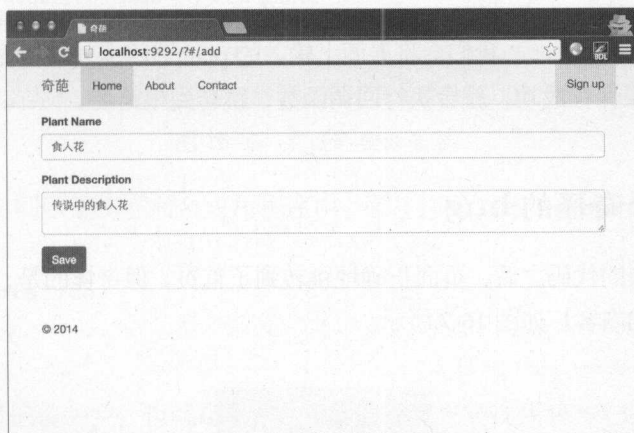 奇葩
localhost:9292/?#/add
奇葩 Home About Contact Sign up
Plant Name
食人花
Plant Description
传说中的食人花
Save
© 2014